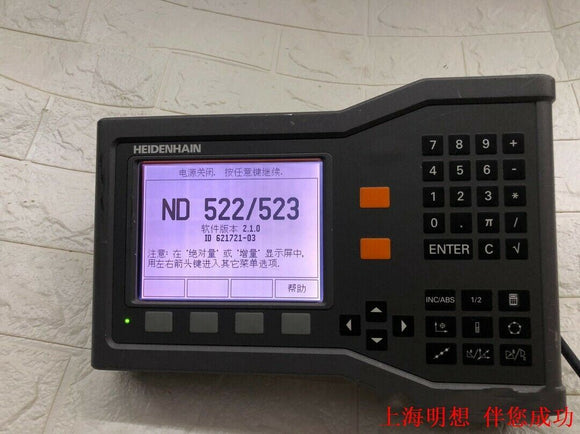 HEIDENHAIN
电源关闭. 按任意键继续.
ND 522/523
软件版本 2.1.0
ID 621721-03
注意: 在 '绝对量' 或 '增量' 显示屏中,
用左右箭头键进入其它菜单选项.
帮助
7 8 9 +
4 5 6 -
1 2 3 *
0 . π /
ENTER C √
INC/ABS 1/2
上海明想 伴您成功